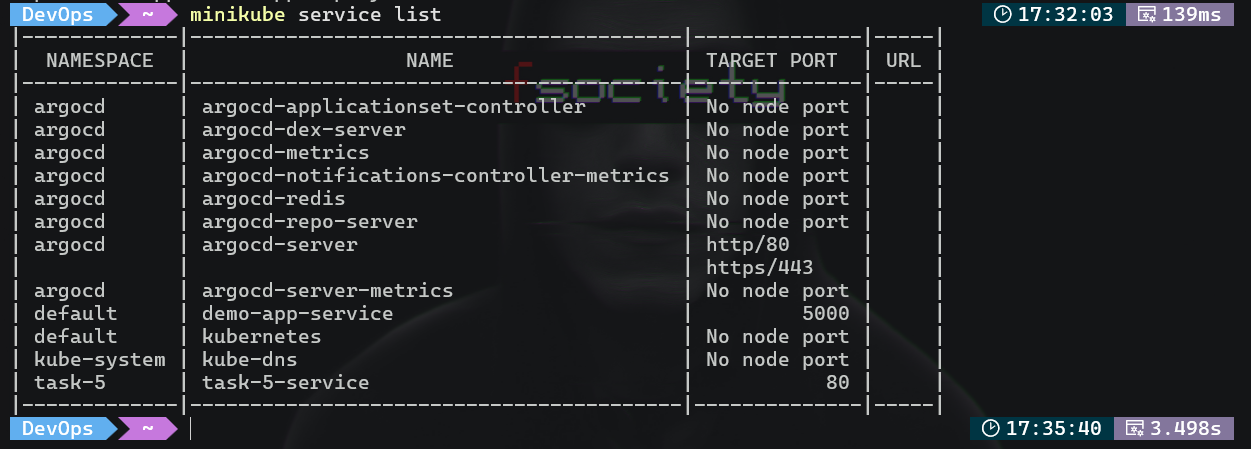 DevOps ~ minikube service list 17:32:03 139ms
|-------------|-----------------------------------------|--------------|-----|
| NAMESPACE | NAME | TARGET PORT | URL |
|-------------|-----------------------------------------|--------------|-----|
fsociety
| argocd | argocd-applicationset-controller | No node port | |
| argocd | argocd-dex-server | No node port | |
| argocd | argocd-metrics | No node port | |
| argocd | argocd-notifications-controller-metrics | No node port | |
| argocd | argocd-redis | No node port | |
| argocd | argocd-repo-server | No node port | |
| argocd | argocd-server | http/80 | |
| | | https/443 | |
| argocd | argocd-server-metrics | No node port | |
| default | demo-app-service | 5000 | |
| default | kubernetes | No node port | |
| kube-system | kube-dns | No node port | |
| task-5 | task-5-service | 80 | |
|-------------|-----------------------------------------|--------------|-----|
DevOps ~ 17:35:40 3.498s